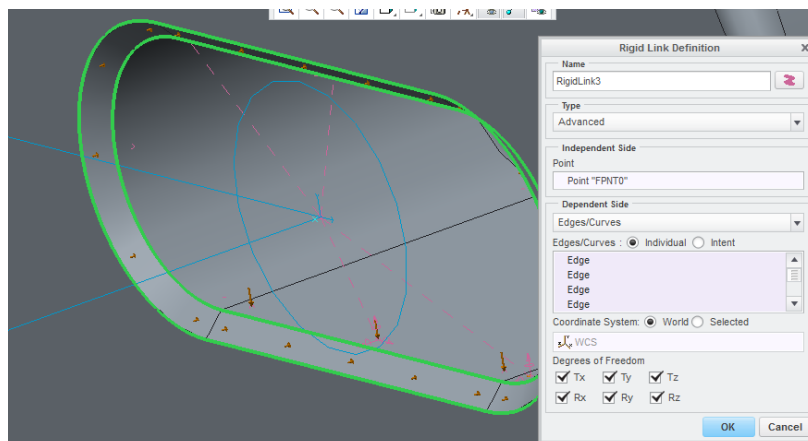 Rigid Link Definition
Name
RigidLink3
Type
Advanced
Independent Side
Point
Point "FPNT0"
Dependent Side
Edges/Curves
Edges/Curves : Individual Intent
Edge
Edge
Edge
Edge
Coordinate System: World Selected
WCS
Degrees of Freedom
Tx Ty Tz
Rx Ry Rz
OK Cancel